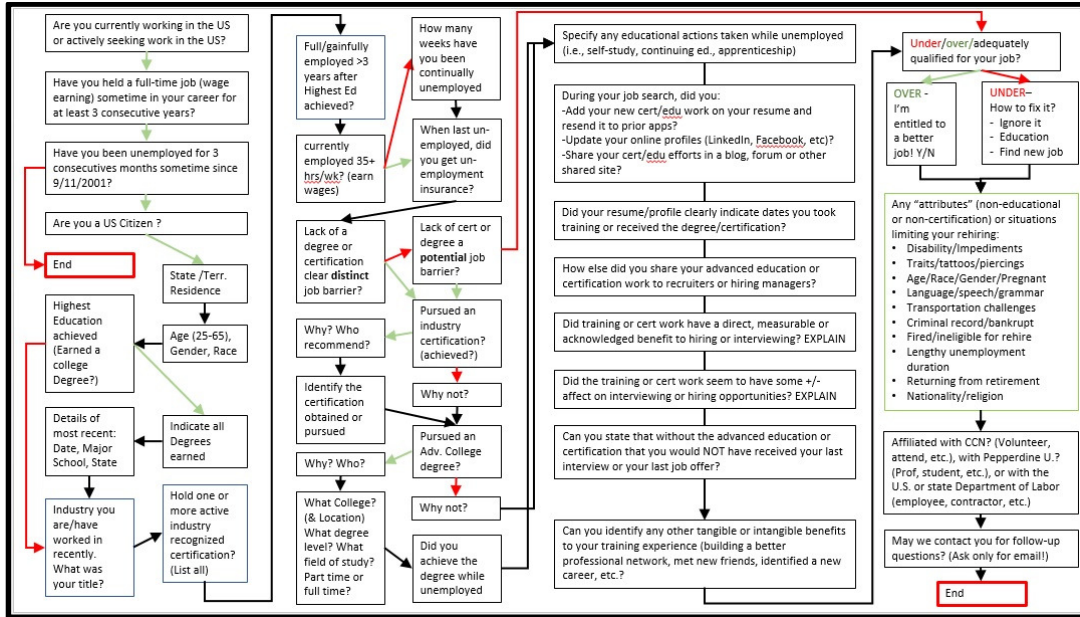 Are you currently working in the US
or actively seeking work in the US?
Have you held a full-time job (wage
earning) sometime in your career for
at least 3 consecutive years?
Have you been unemployed for 3
consecutives months sometime since
9/11/2001?
Are you a US Citizen ?
End
State /Terr.
Residence
Age (25-65),
Gender, Race
Highest
Education
achieved
(Earned a
college
Degree?)
Indicate all
Degrees
earned
Details of
most recent:
Date, Major
School, State
Industry you
are/have
worked in
recently.
What was
your title?
Hold one or
more active
industry
recognized
certification?
(List all)
Full/gainfully
employed >3
years after
Highest Ed
achieved?
currently
employed 35+
hrs/wk? (earn
wages)
How many
weeks have
you been
continually
unemployed
When last un-
employed, did
you get un-
employment
insurance?
Lack of a
degree or
certification
clear distinct
job barrier?
Lack of cert or
degree a
potential job
barrier?
Pursued an
industry
certification?
(achieved?)
Why? Who
recommend?
Identify the
certification
obtained or
pursued
Why not?
Pursued an
Adv. College
degree?
Why? Who?
What College?
(& Location)
What degree
level? What
field of study?
Part time or
full time?
Why not?
Did you
achieve the
degree while
unemployed
Specify any educational actions taken while unemployed
(i.e., self-study, continuing ed., apprenticeship)
During your job search, did you:
-Add your new cert/edu work on your resume and
resend it to prior apps?
-Update your online profiles (LinkedIn, Facebook, etc)?
-Share your cert/edu efforts in a blog, forum or other
shared site?
Did your resume/profile clearly indicate dates you took
training or received the degree/certification?
How else did you share your advanced education or
certification work to recruiters or hiring managers?
Did training or cert work have a direct, measurable or
acknowledged benefit to hiring or interviewing? EXPLAIN
Did the training or cert work seem to have some +/-
affect on interviewing or hiring opportunities? EXPLAIN
Can you state that without the advanced education or
certification that you would NOT have received your last
interview or your last job offer?
Can you identify any other tangible or intangible benefits
to your training experience (building a better
professional network, met new friends, identified a new
career, etc.?
Under/over/adequately
qualified for your job?
OVER -
I'm
entitled to
a better
job! Y/N
UNDER–
How to fix it?
- Ignore it
- Education
- Find new job
Any "attributes" (non-educational
or non-certification) or situations
limiting your rehiring:
• Disability/Impediments
• Traits/tattoos/piercings
• Age/Race/Gender/Pregnant
• Language/speech/grammar
• Transportation challenges
• Criminal record/bankrupt
• Fired/ineligible for rehire
• Lengthy unemployment
duration
• Returning from retirement
• Nationality/religion
Affiliated with CCN? (Volunteer,
attend, etc.), with Pepperdine U.?
(Prof, student, etc.), or with the
U.S. or state Department of Labor
(employee, contractor, etc.)
May we contact you for follow-up
questions? (Ask only for email!)
End